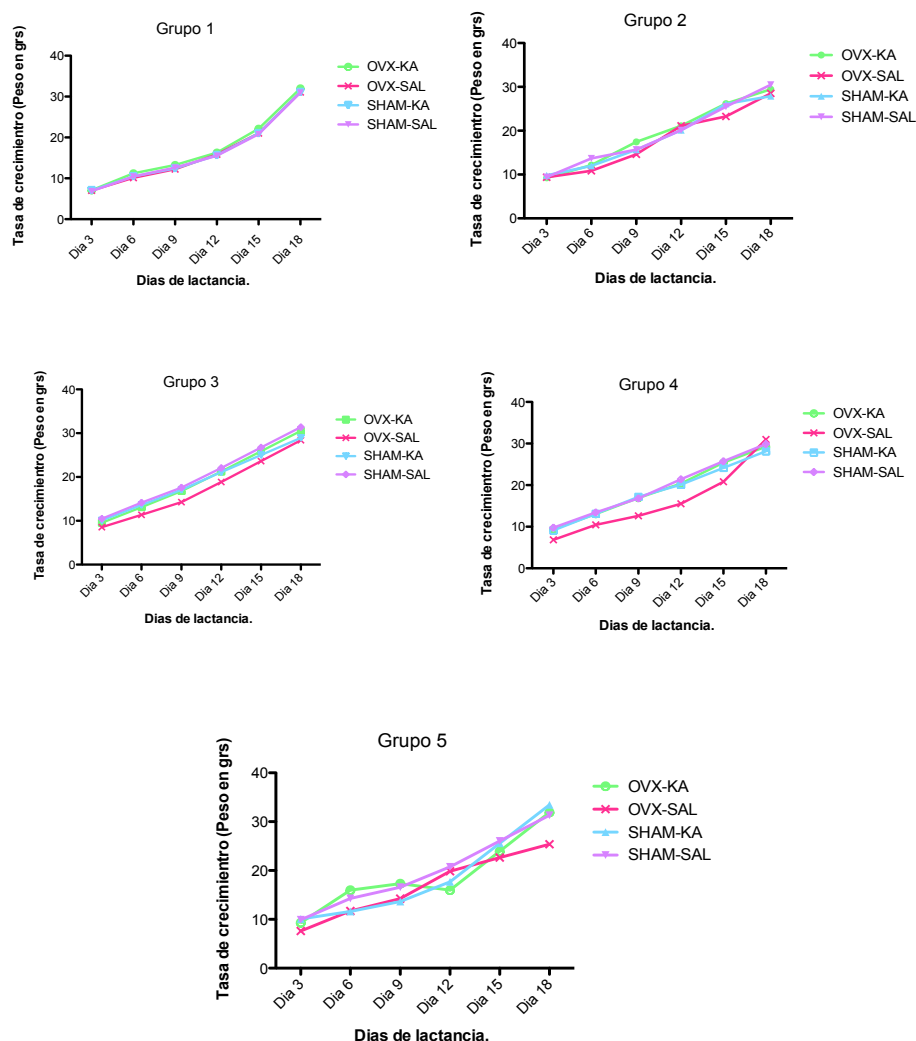 Grupo 1
Tasa de crecimientro (Peso en grs)
40
30
20
10
0
Dia 3
Dia 6
Dia 9
Dia 12
Dia 15
Dia 18
Dias de lactancia.
OVX-KA
OVX-SAL
SHAM-KA
SHAM-SAL
Grupo 2
Tasa de crecimientro (Peso en grs)
40
30
20
10
0
Dia 3
Dia 6
Dia 9
Dia 12
Dia 15
Dia 18
Dias de lactancia.
OVX-KA
OVX-SAL
SHAM-KA
SHAM-SAL
Grupo 3
Tasa de crecimientro (Peso en grs)
40
30
20
10
0
Dia 3
Dia 6
Dia 9
Dia 12
Dia 15
Dia 18
Dias de lactancia.
OVX-KA
OVX-SAL
SHAM-KA
SHAM-SAL
Grupo 4
Tasa de crecimientro (Peso en grs)
40
30
20
10
0
Dia 3
Dia 6
Dia 9
Dia 12
Dia 15
Dia 18
Dias de lactancia.
OVX-KA
OVX-SAL
SHAM-KA
SHAM-SAL
Grupo 5
Tasa de crecimientro (Peso en grs)
40
30
20
10
0
Dia 3
Dia 6
Dia 9
Dia 12
Dia 15
Dia 18
Dias de lactancia.
OVX-KA
OVX-SAL
SHAM-KA
SHAM-SAL